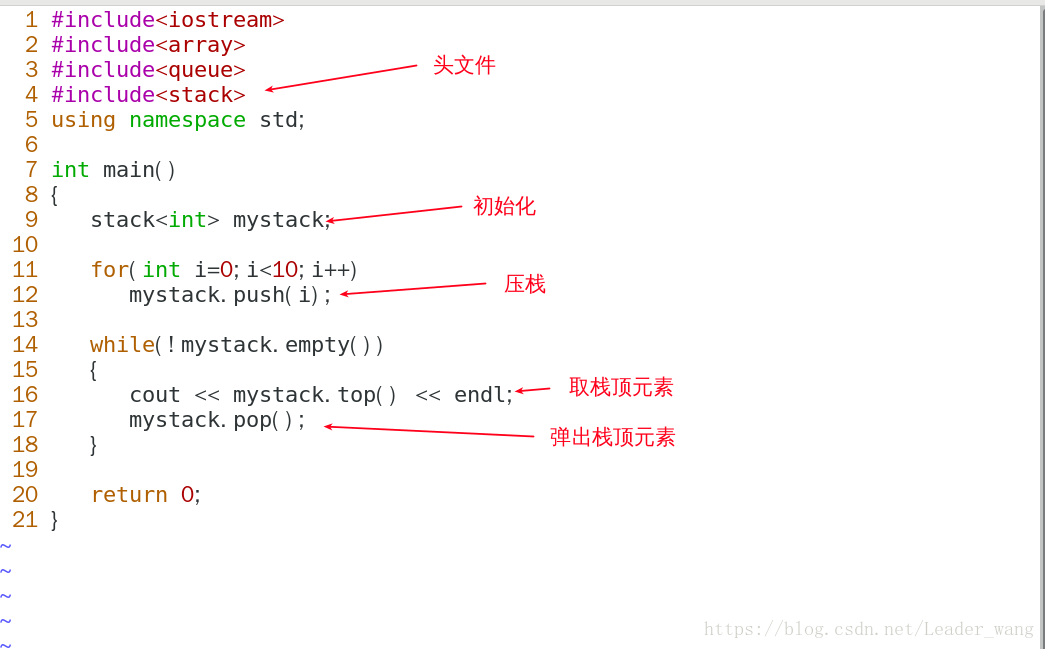 1 #include<iostream>
2 #include<array>
3 #include<queue>
头文件
4 #include<stack>
5 using namespace std;
6
7 int main()
8 {
9 stack<int> mystack;
初始化
10
11 for(int i=0;i<10;i++)
12 mystack.push(i);
压栈
13
14 while(!mystack.empty())
15 {
16 cout << mystack.top() << endl;
取栈顶元素
17 mystack.pop();
弹出栈顶元素
18 }
19
20 return 0;
21 }
~
~
~
~
~
https://blog.csdn.net/Leader_wang